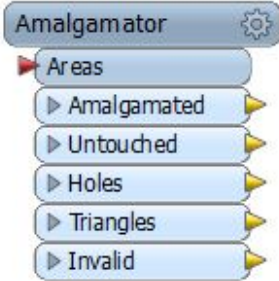 Amalgamator
Areas
Amalgamated
Untouched
Holes
Triangles
Invalid